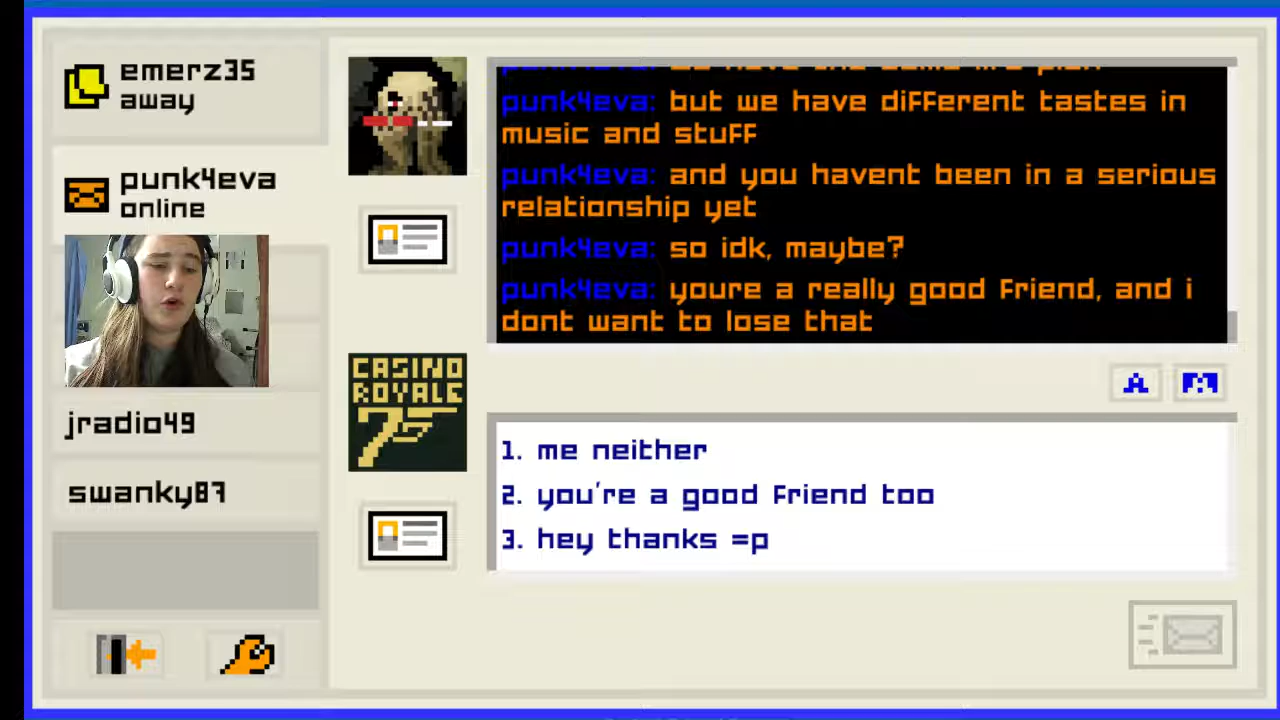 emerz35
away
punk4eva
online
jradio49
swanky87
punk4eva: but we have different tastes in
music and stuff
punk4eva: and you havent been in a serious
relationship yet
punk4eva: so idk, maybe?
punk4eva: youre a really good friend, and i
dont want to lose that
CASINO
ROYALE
7
A
A
1. me neither
2. you're a good friend too
3. hey thanks =p